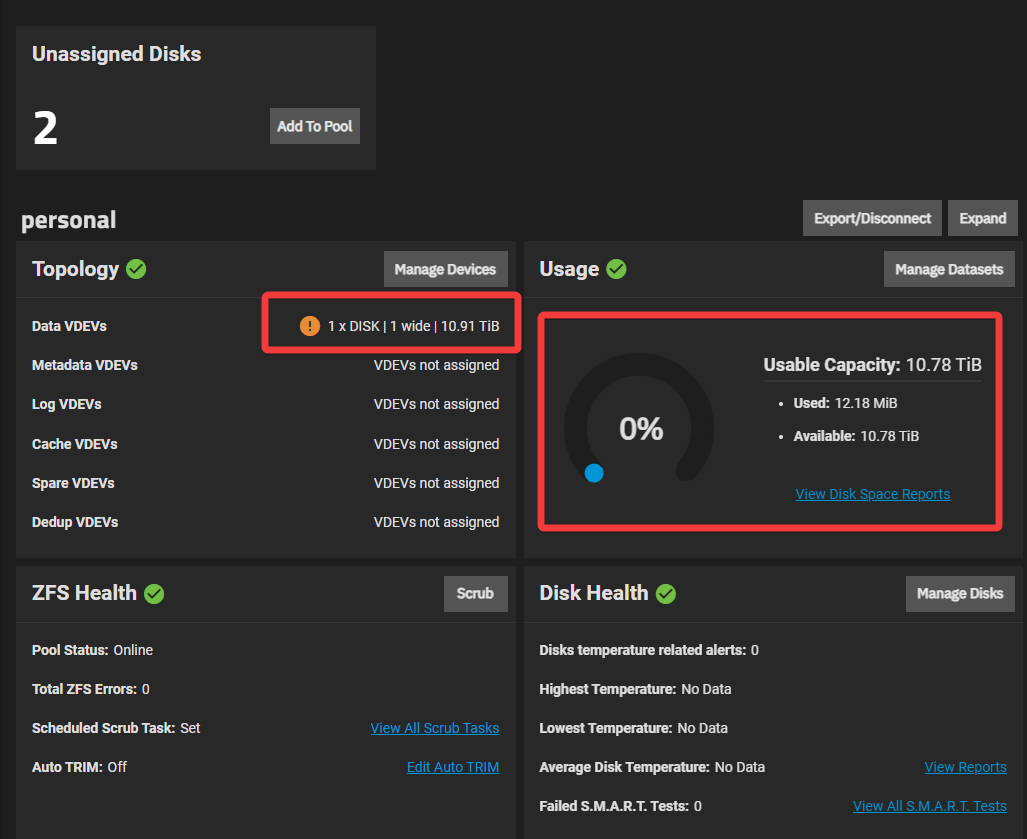 Unassigned Disks
2
Add To Pool
personal
Export/Disconnect
Expand
Topology
Manage Devices
Data VDEVs
1 x DISK | 1 wide | 10.91 TiB
Metadata VDEVs
VDEVs not assigned
Log VDEVs
VDEVs not assigned
Cache VDEVs
VDEVs not assigned
Spare VDEVs
VDEVs not assigned
Dedup VDEVs
VDEVs not assigned
Usage
Manage Datasets
0%
Usable Capacity: 10.78 TiB
• Used: 12.18 MiB
• Available: 10.78 TiB
View Disk Space Reports
ZFS Health
Scrub
Pool Status: Online
Total ZFS Errors: 0
Scheduled Scrub Task: Set
View All Scrub Tasks
Auto TRIM: Off
Edit Auto TRIM
Disk Health
Manage Disks
Disks temperature related alerts: 0
Highest Temperature: No Data
Lowest Temperature: No Data
Average Disk Temperature: No Data
View Reports
Failed S.M.A.R.T. Tests: 0
View All S.M.A.R.T. Tests